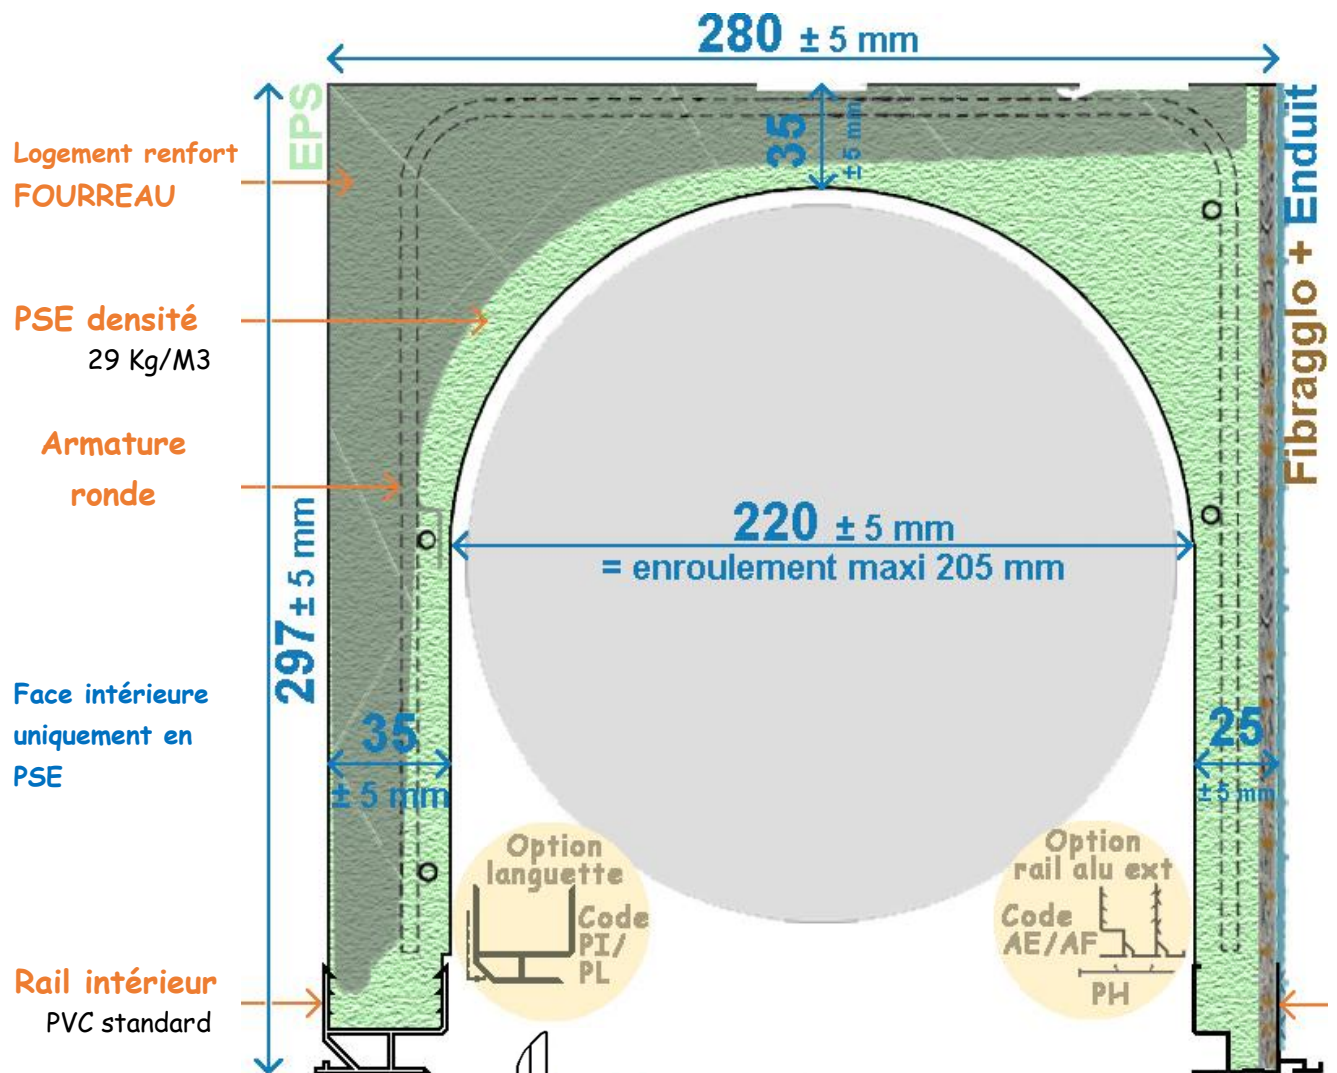 280 ± 5 mm
EPS
35
± 5 mm
Fibragglo + Enduit
Logement renfort
FOURREAU
PSE densité
29 Kg/M3
Armature
ronde
297 ± 5 mm
220 ± 5 mm
= enroulement maxi 205 mm
Face intérieure
uniquement en
PSE
35
± 5 mm
25
± 5 mm
Option
languette
Code
PI/
PL
Option
rail alu ext
Code
AE/AF
PH
Rail intérieur
PVC standard